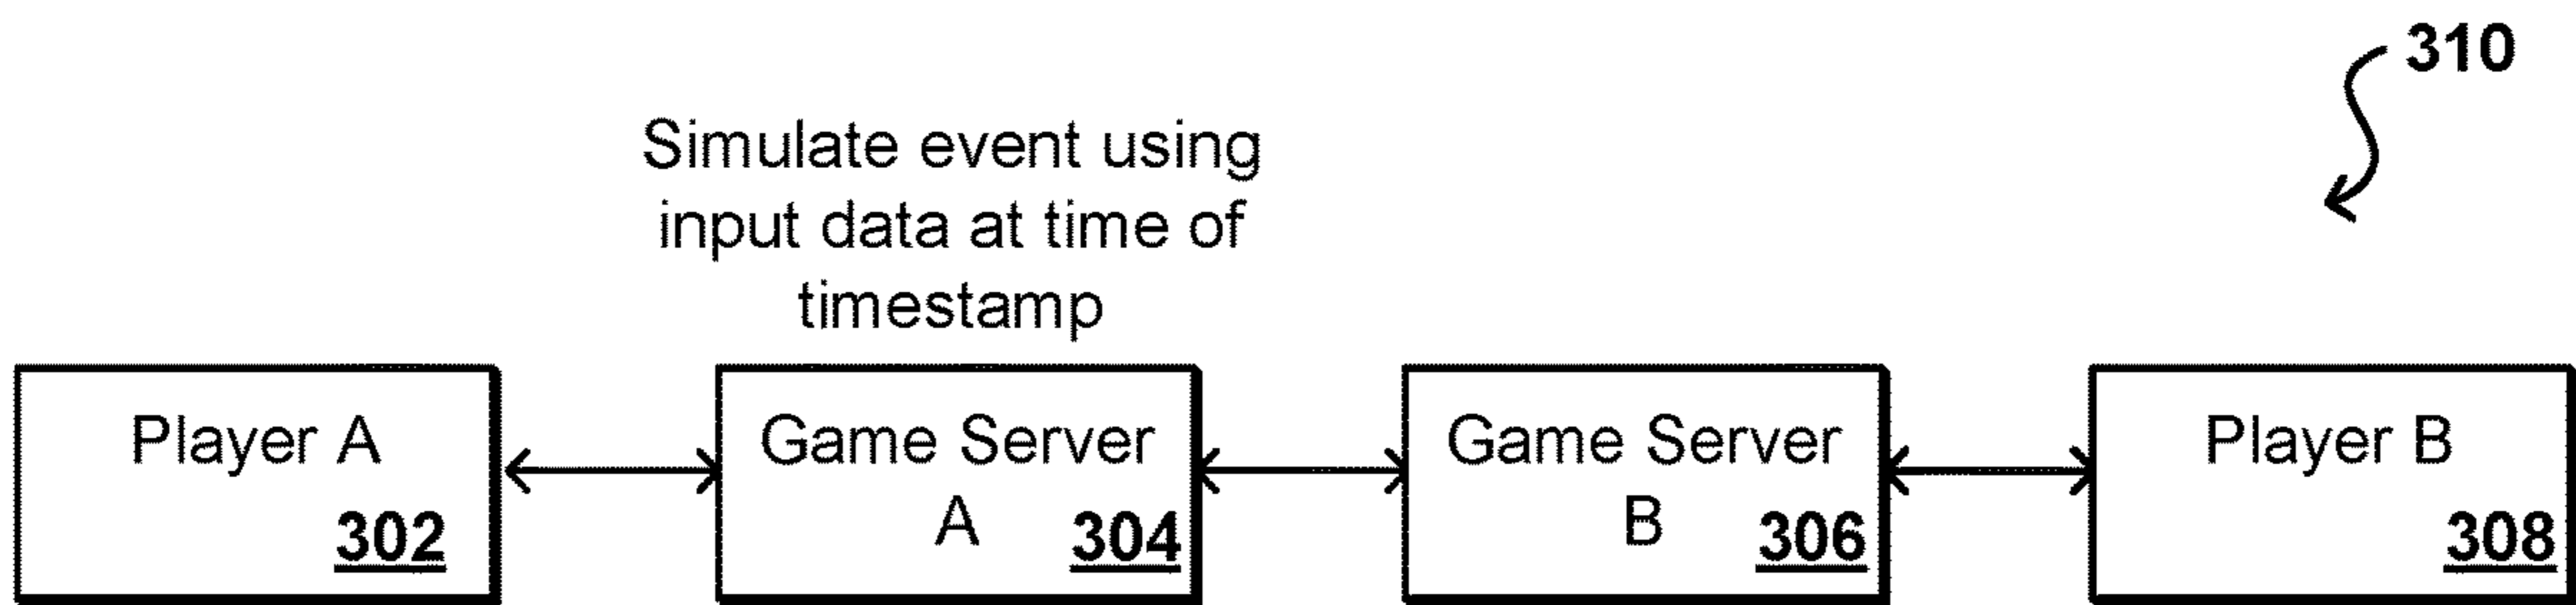 310
Simulate event using
input data at time of
timestamp
Player A
302
Game Server
A 304
Game Server
B 306
Player B
308